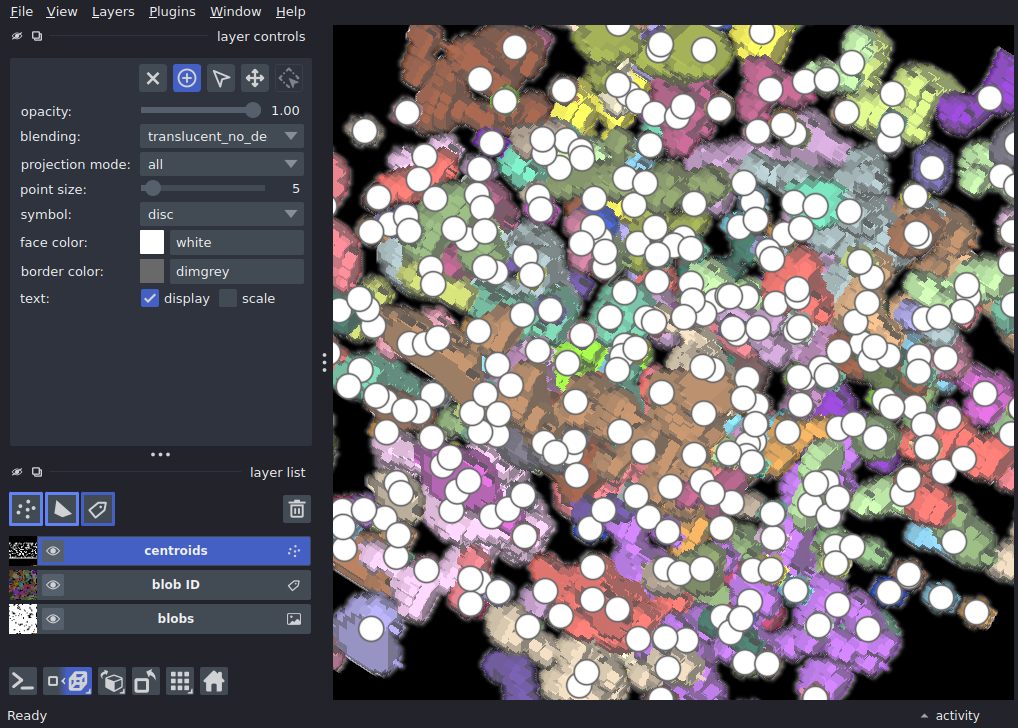 File View Layers Plugins Window Help
layer controls
opacity: 1.00
blending: translucent_no_de
projection mode: all
point size: 5
symbol: disc
face color: white
border color: dimgrey
text: display scale
layer list
centroids
blob ID
blobs
Ready activity